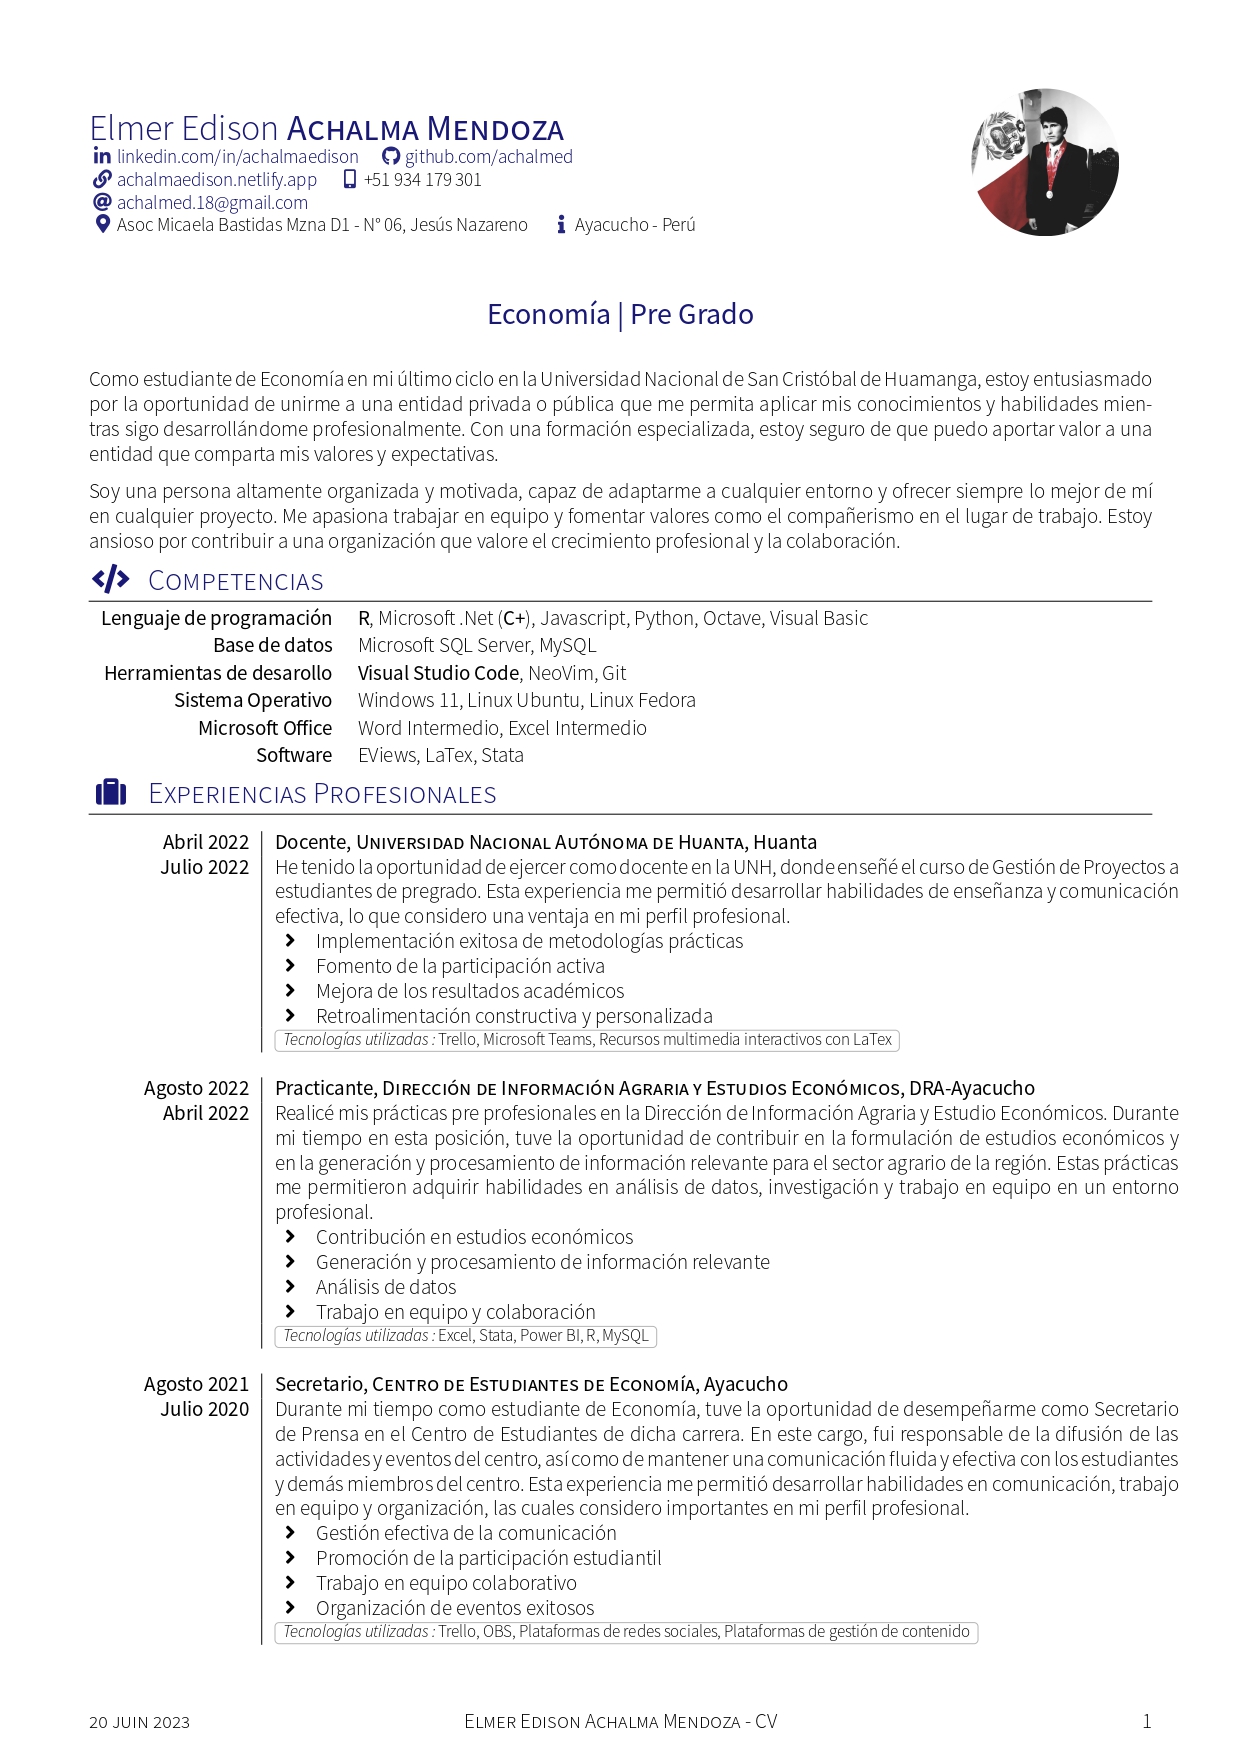 Elmer Edison ACHALMA MENDOZA
linkedin.com/in/achalmaedison github.com/achalmed
achalmaedison.netlify.app +51 934 179 301
achalmed.18@gmail.com
Asoc Micaela Bastidas Mzna D1 - N° 06, Jesús Nazareno Ayacucho - Perú
Economía | Pre Grado
Como estudiante de Economía en mi último ciclo en la Universidad Nacional de San Cristóbal de Huamanga, estoy entusiasmado
por la oportunidad de unirme a una entidad privada o pública que me permita aplicar mis conocimientos y habilidades mien-
tras sigo desarrollándome profesionalmente. Con una formación especializada, estoy seguro de que puedo aportar valor a una
entidad que comparta mis valores y expectativas.
Soy una persona altamente organizada y motivada, capaz de adaptarme a cualquier entorno y ofrecer siempre lo mejor de mí
en cualquier proyecto. Me apasiona trabajar en equipo y fomentar valores como el compañerismo en el lugar de trabajo. Estoy
ansioso por contribuir a una organización que valore el crecimiento profesional y la colaboración.
COMPETENCIAS
Lenguaje de programación R, Microsoft .Net (C+), Javascript, Python, Octave, Visual Basic
Base de datos Microsoft SQL Server, MySQL
Herramientas de desarollo Visual Studio Code, NeoVim, Git
Sistema Operativo Windows 11, Linux Ubuntu, Linux Fedora
Microsoft Office Word Intermedio, Excel Intermedio
Software EViews, LaTex, Stata
EXPERIENCIAS PROFESIONALES
Abril 2022 Docente, UNIVERSIDAD NACIONAL AUTÓNOMA DE HUANTA, Huanta
Julio 2022 He tenido la oportunidad de ejercer como docente en la UNH, donde enseñé el curso de Gestión de Proyectos a
estudiantes de pregrado. Esta experiencia me permitió desarrollar habilidades de enseñanza y comunicación
efectiva, lo que considero una ventaja en mi perfil profesional.
Implementación exitosa de metodologías prácticas
Fomento de la participación activa
Mejora de los resultados académicos
Retroalimentación constructiva y personalizada
Tecnologías utilizadas : Trello, Microsoft Teams, Recursos multimedia interactivos con LaTex
Agosto 2022 Practicante, DIRECCIÓN DE INFORMACIÓN AGRARIA Y ESTUDIOS ECONÓMICOS, DRA-Ayacucho
Abril 2022 Realicé mis prácticas pre profesionales en la Dirección de Información Agraria y Estudio Económicos. Durante
mi tiempo en esta posición, tuve la oportunidad de contribuir en la formulación de estudios económicos y
en la generación y procesamiento de información relevante para el sector agrario de la región. Estas prácticas
me permitieron adquirir habilidades en análisis de datos, investigación y trabajo en equipo en un entorno
profesional.
Contribución en estudios económicos
Generación y procesamiento de información relevante
Análisis de datos
Trabajo en equipo y colaboración
Tecnologías utilizadas : Excel, Stata, Power BI, R, MySQL
Agosto 2021 Secretario, CENTRO DE ESTUDIANTES DE ECONOMÍA, Ayacucho
Julio 2020 Durante mi tiempo como estudiante de Economía, tuve la oportunidad de desempeñarme como Secretario
de Prensa en el Centro de Estudiantes de dicha carrera. En este cargo, fui responsable de la difusión de las
actividades y eventos del centro, así como de mantener una comunicación fluida y efectiva con los estudiantes
y demás miembros del centro. Esta experiencia me permitió desarrollar habilidades en comunicación, trabajo
en equipo y organización, las cuales considero importantes en mi perfil profesional.
Gestión efectiva de la comunicación
Promoción de la participación estudiantil
Trabajo en equipo colaborativo
Organización de eventos exitosos
Tecnologías utilizadas : Trello, OBS, Plataformas de redes sociales, Plataformas de gestión de contenido
20 JUIN 2023 ELMER EDISON ACHALMA MENDOZA - CV 1